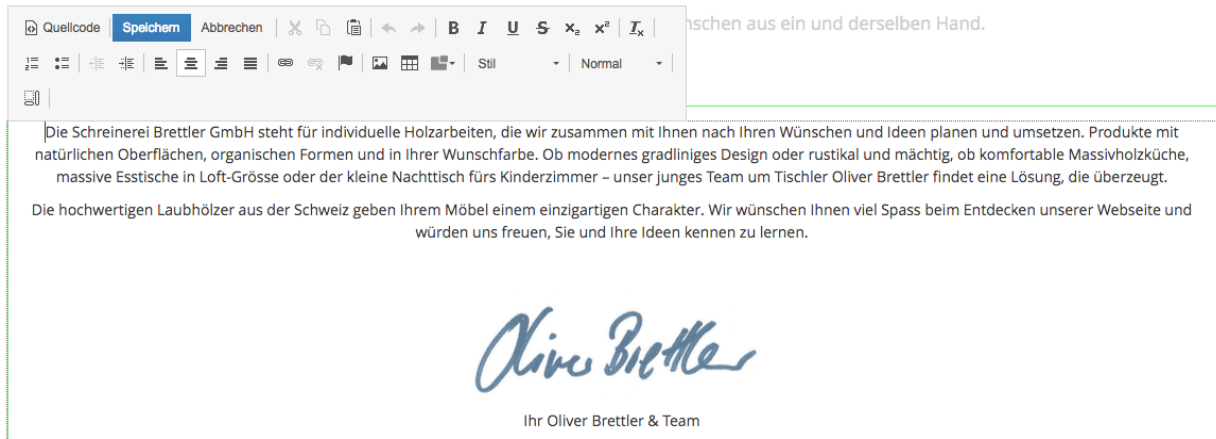 Quellcode Speichern Abbrechen B I U S x₂ x² Iₓ
nschen aus ein und derselben Hand.
Stil Normal
Die Schreinerei Brettler GmbH steht für individuelle Holzarbeiten, die wir zusammen mit Ihnen nach Ihren Wünschen und Ideen planen und umsetzen. Produkte mit
natürlichen Oberflächen, organischen Formen und in Ihrer Wunschfarbe. Ob modernes gradliniges Design oder rustikal und mächtig, ob komfortable Massivholzküche,
massive Esstische in Loft-Grösse oder der kleine Nachttisch fürs Kinderzimmer – unser junges Team um Tischler Oliver Brettler findet eine Lösung, die überzeugt.
Die hochwertigen Laubhölzer aus der Schweiz geben Ihrem Möbel einem einzigartigen Charakter. Wir wünschen Ihnen viel Spass beim Entdecken unserer Webseite und
würden uns freuen, Sie und Ihre Ideen kennen zu lernen.
Oliver Brettler
Ihr Oliver Brettler & Team